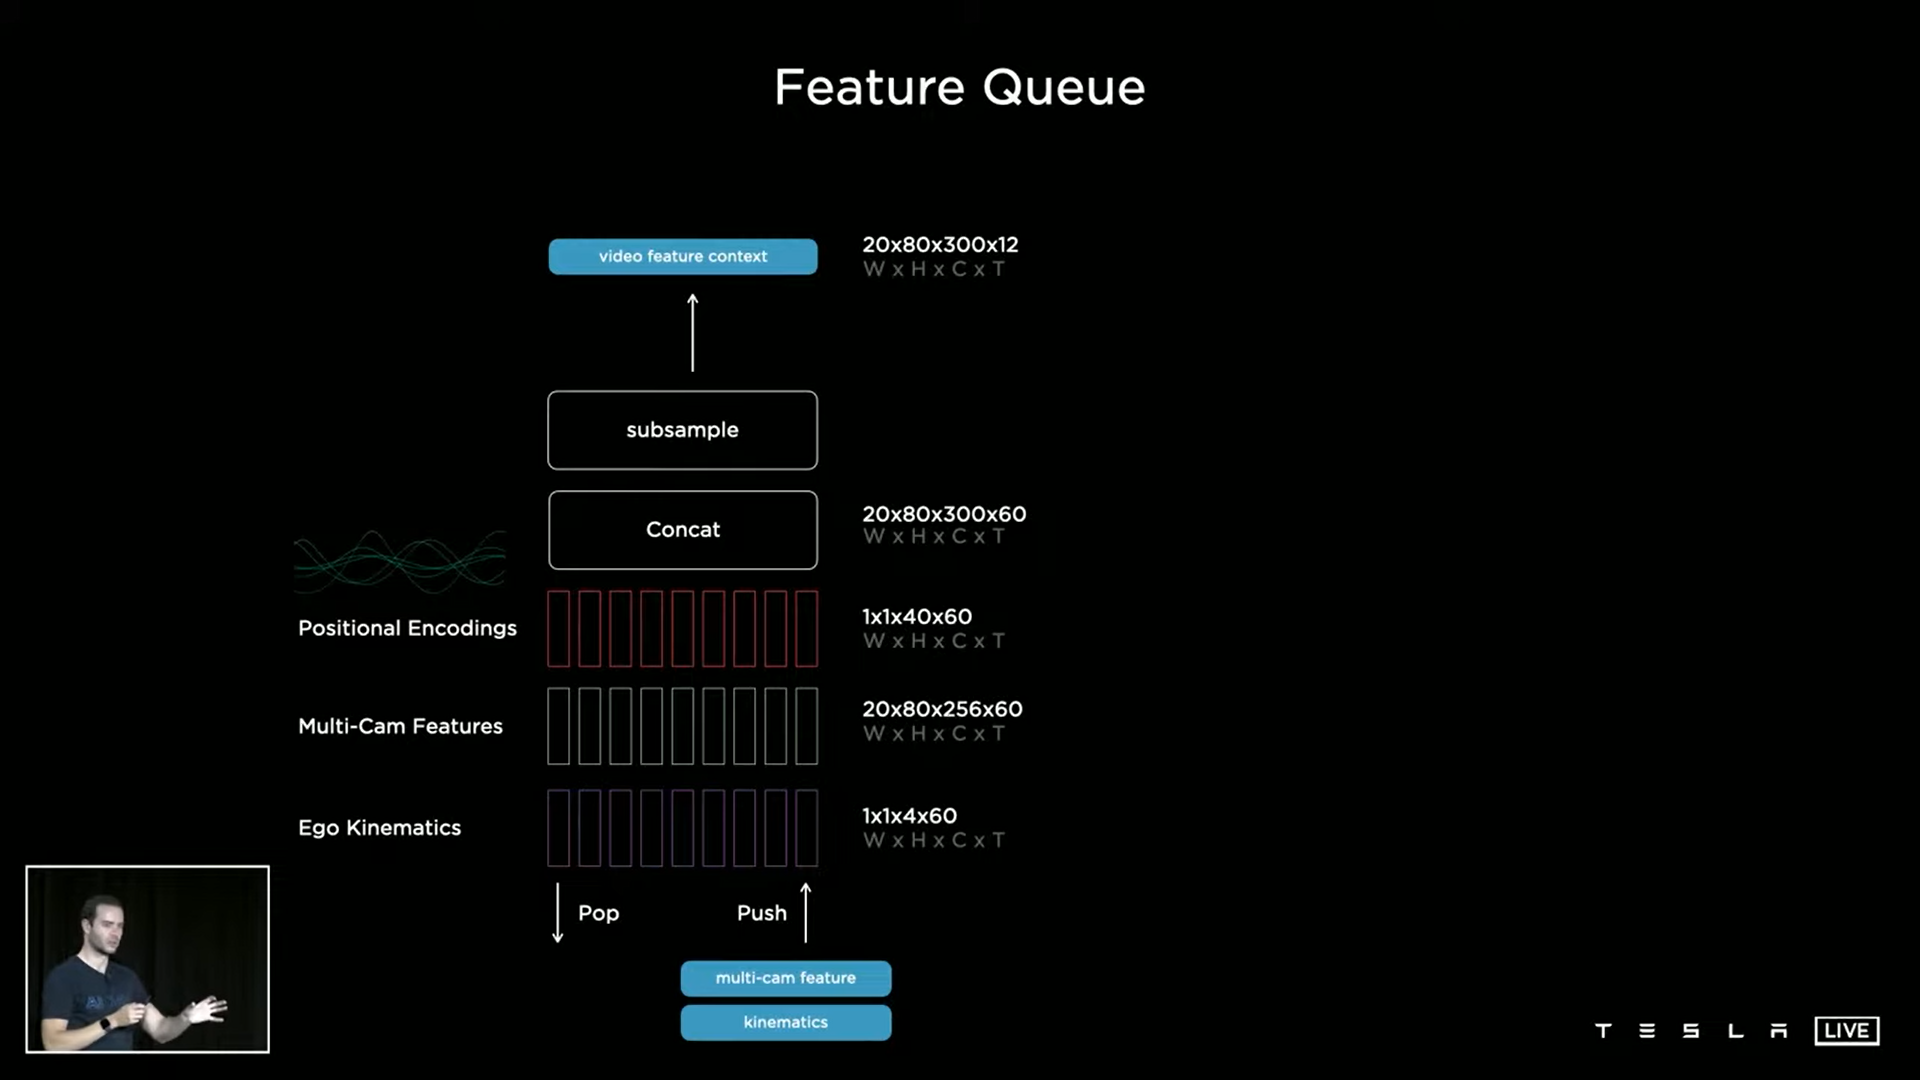 Feature Queue
video feature context
20x80x300x12
W x H x C x T
subsample
Concat
20x80x300x60
W x H x C x T
Positional Encodings
1x1x40x60
W x H x C x T
Multi-Cam Features
20x80x256x60
W x H x C x T
Ego Kinematics
1x1x4x60
W x H x C x T
Pop
Push
multi-cam feature
kinematics
TESLA LIVE